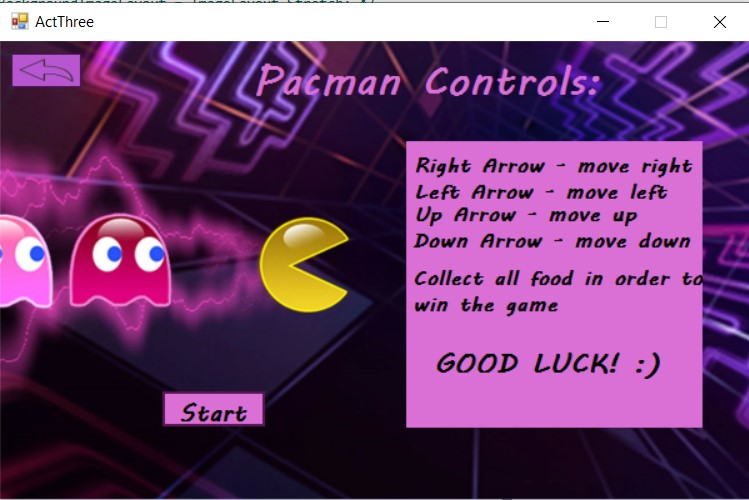 ActThree
Pacman Controls:
Right Arrow - move right
Left Arrow - move left
Up Arrow - move up
Down Arrow - move down
Collect all food in order to
win the game
GOOD LUCK! :)
Start